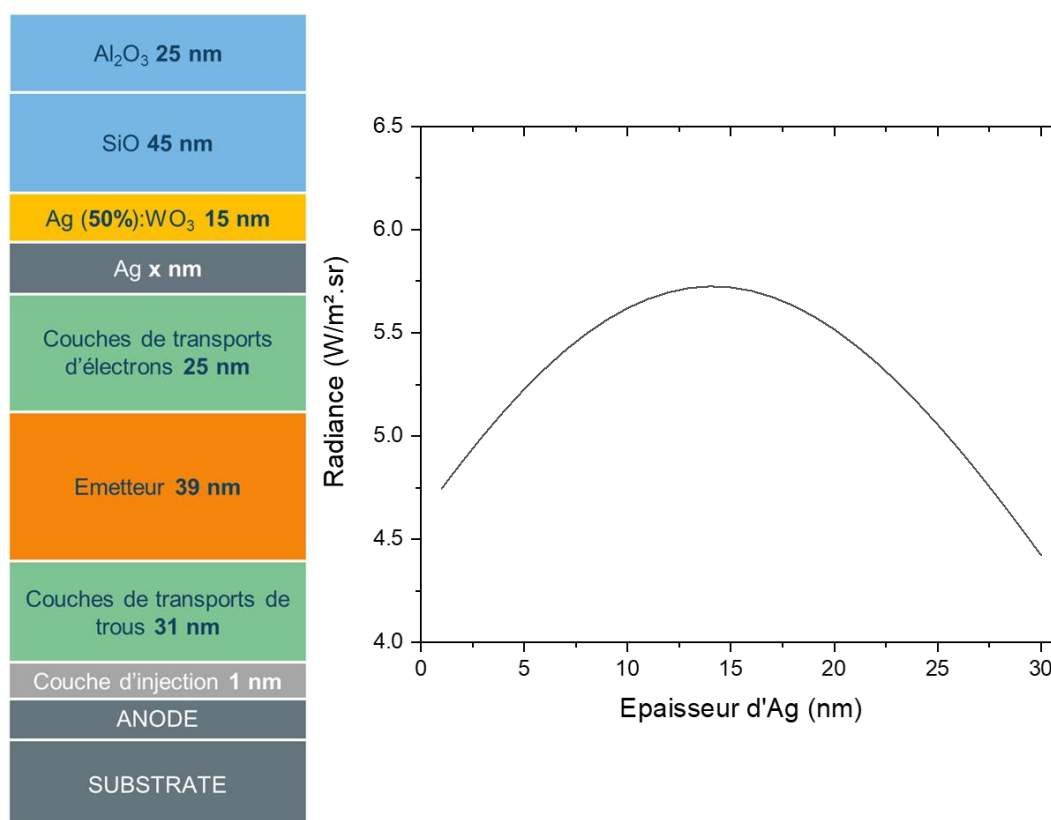 Al₂O₃ 25 nm
SiO 45 nm
Ag (50%):WO₃ 15 nm
Ag x nm
Couches de transports
d'électrons 25 nm
Emetteur 39 nm
Couches de transports de
trous 31 nm
Couche d'injection 1 nm
ANODE
SUBSTRATE
Radiance (W/m².sr)
6.5
6.0
5.5
5.0
4.5
4.0
0 5 10 15 20 25 30
Epaisseur d'Ag (nm)